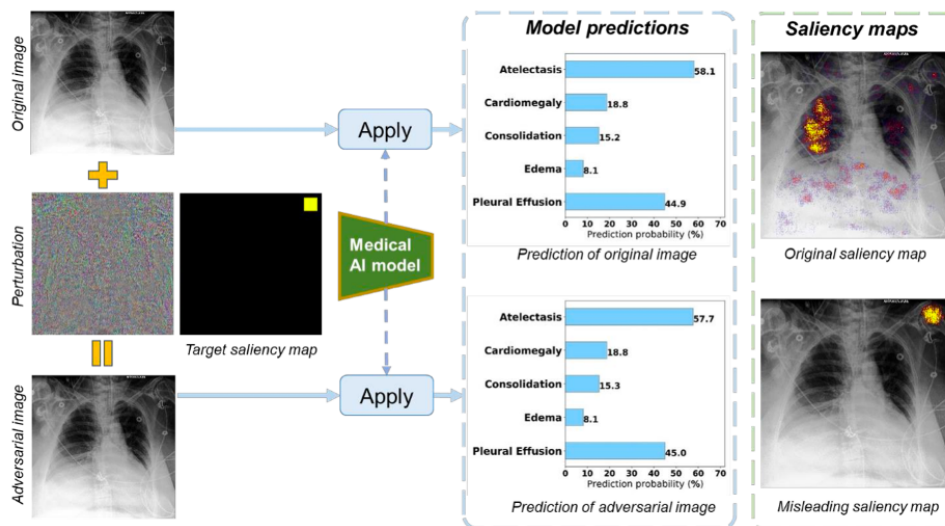 Model predictions
Saliency maps
Original image
Atelectasis
58.1
Cardiomegaly
18.8
Consolidation
15.2
Edema
8.1
Pleural Effusion
44.9
0 10 20 30 40 50 60 70
Prediction probability (%)
Prediction of original image
Apply
Original saliency map
Perturbation
Target saliency map
Medical
AI model
Adversarial image
Apply
Atelectasis
57.7
Cardiomegaly
18.8
Consolidation
15.3
Edema
8.1
Pleural Effusion
45.0
0 10 20 30 40 50 60 70
Prediction probability (%)
Prediction of adversarial image
Misleading saliency map